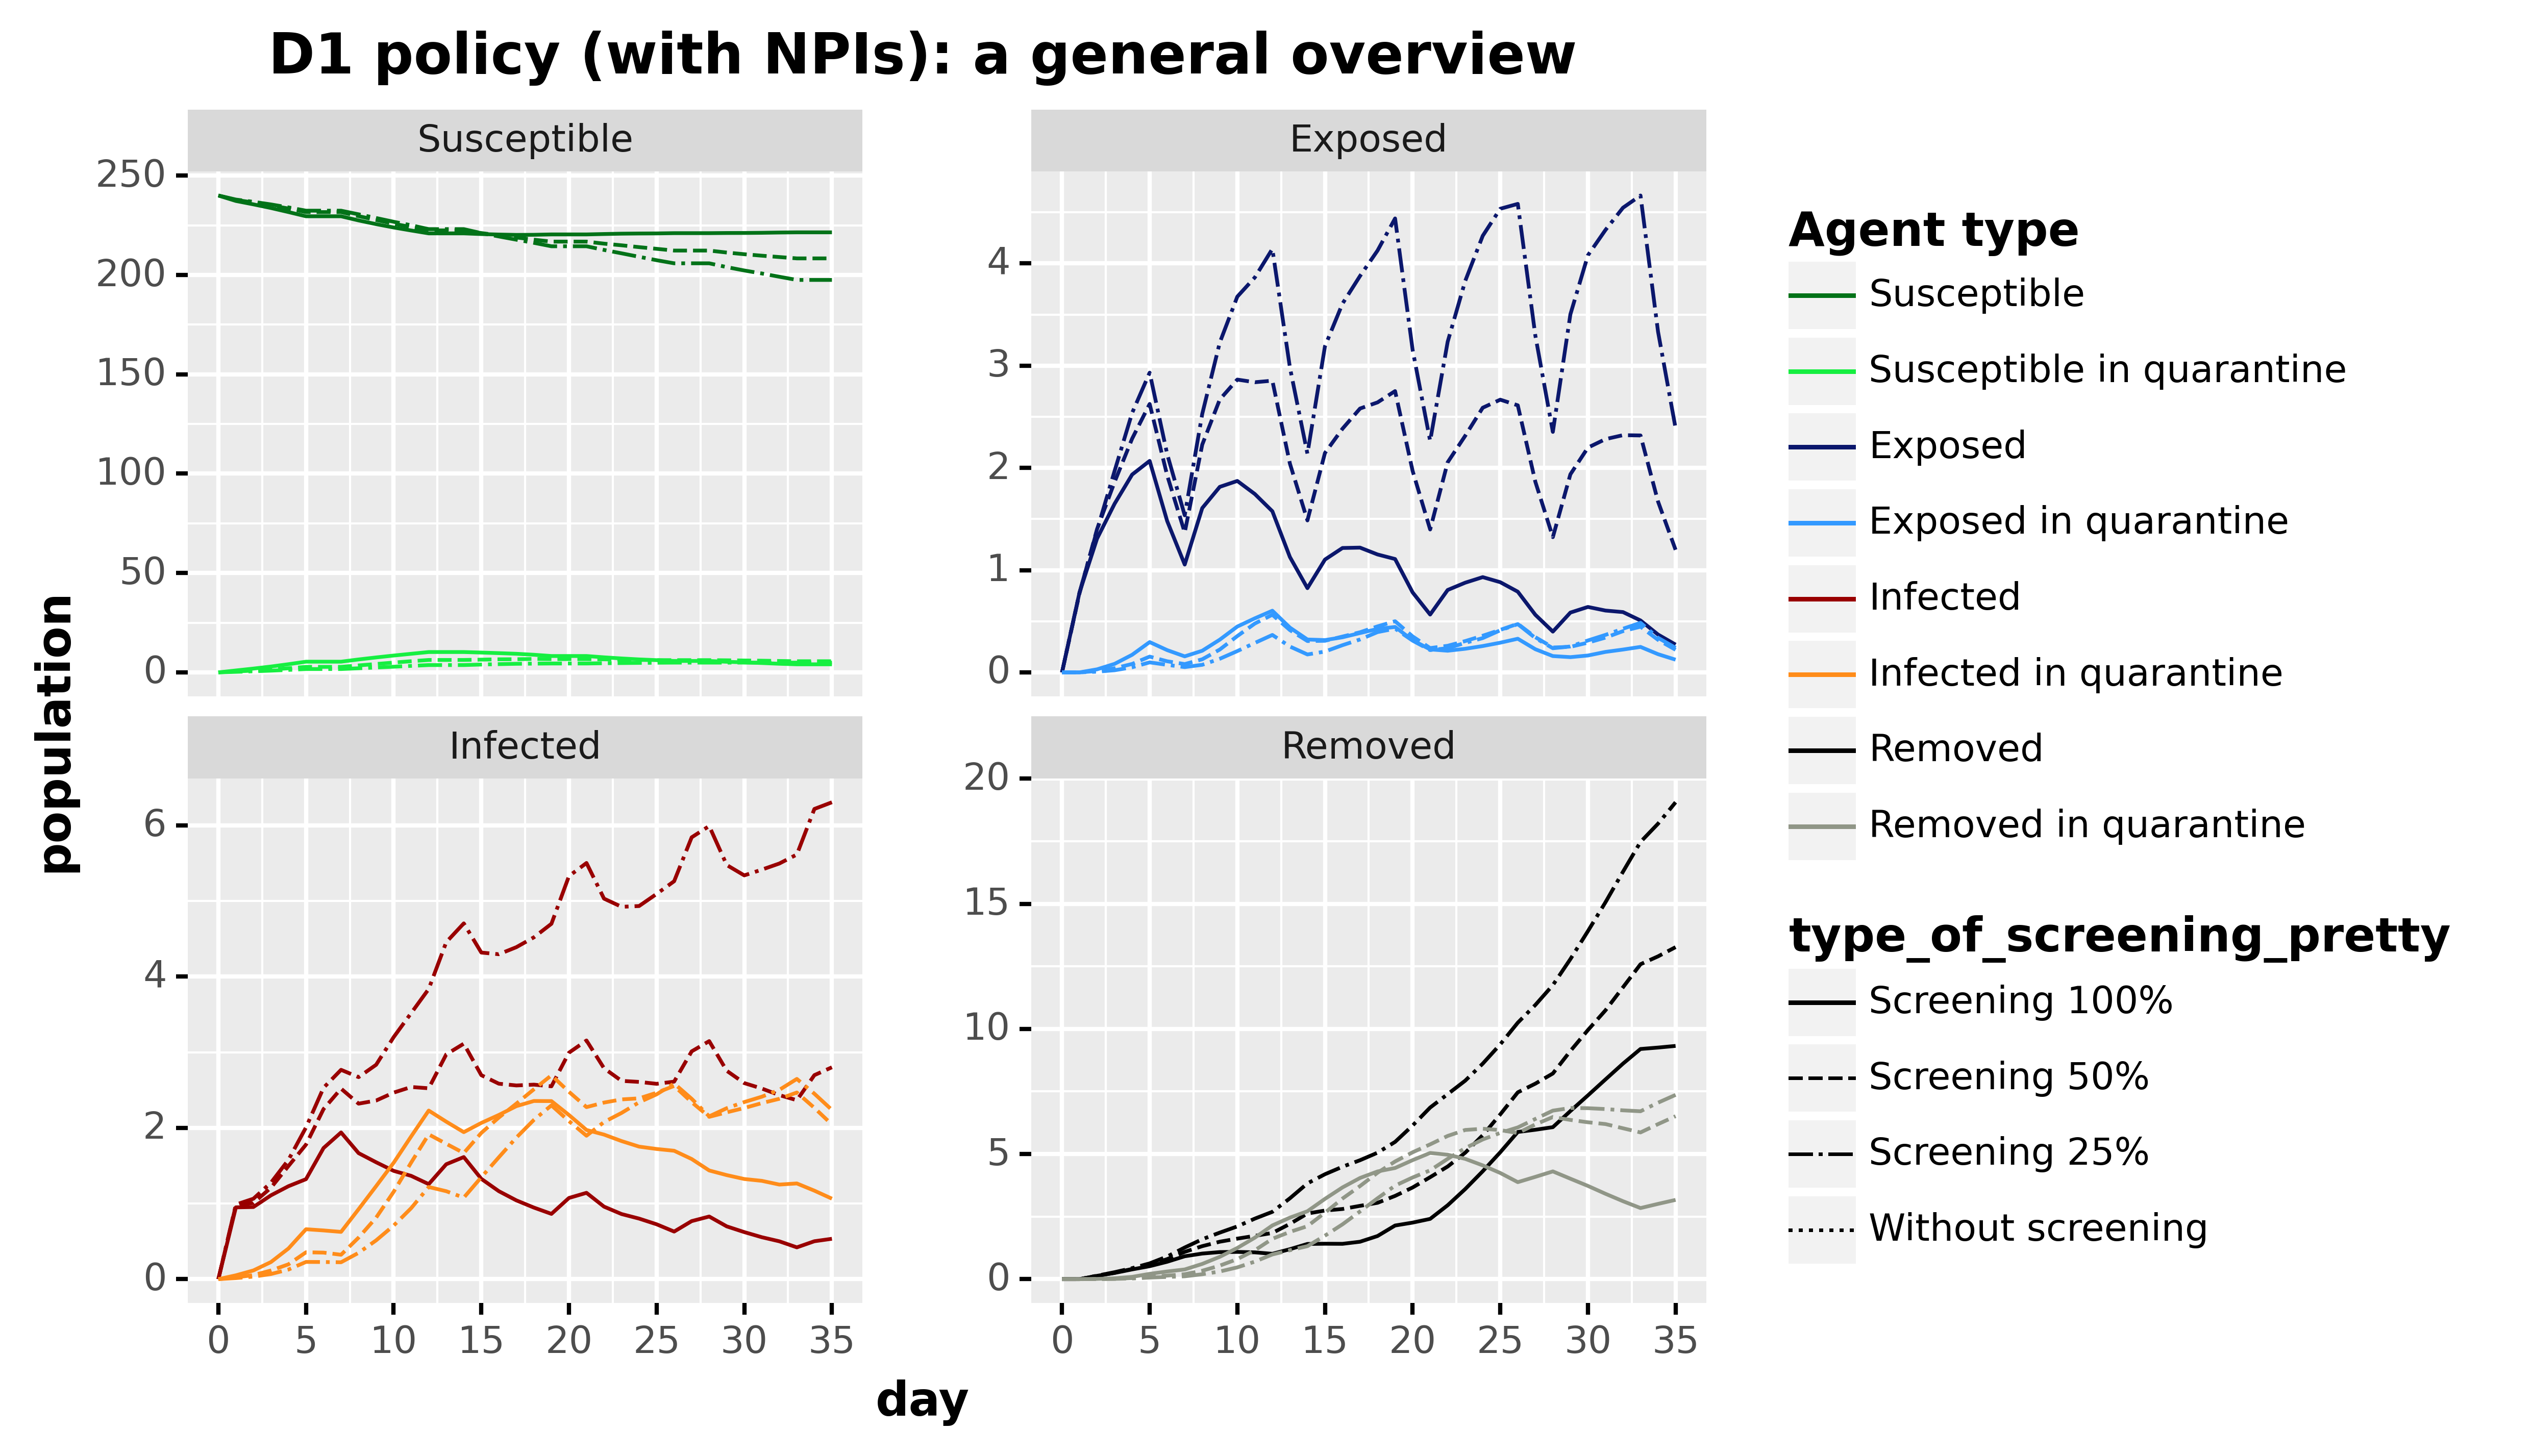 D1 policy (with NPIs): a general overview
Susceptible
Exposed
250
200
150
100
50
0
4
3
2
1
0
population
Infected
Removed
6
4
2
0
20
15
10
5
0
0 5 10 15 20 25 30 35
0 5 10 15 20 25 30 35
day
Agent type
Susceptible
Susceptible in quarantine
Exposed
Exposed in quarantine
Infected
Infected in quarantine
Removed
Removed in quarantine
type_of_screening_pretty
Screening 100%
Screening 50%
Screening 25%
Without screening